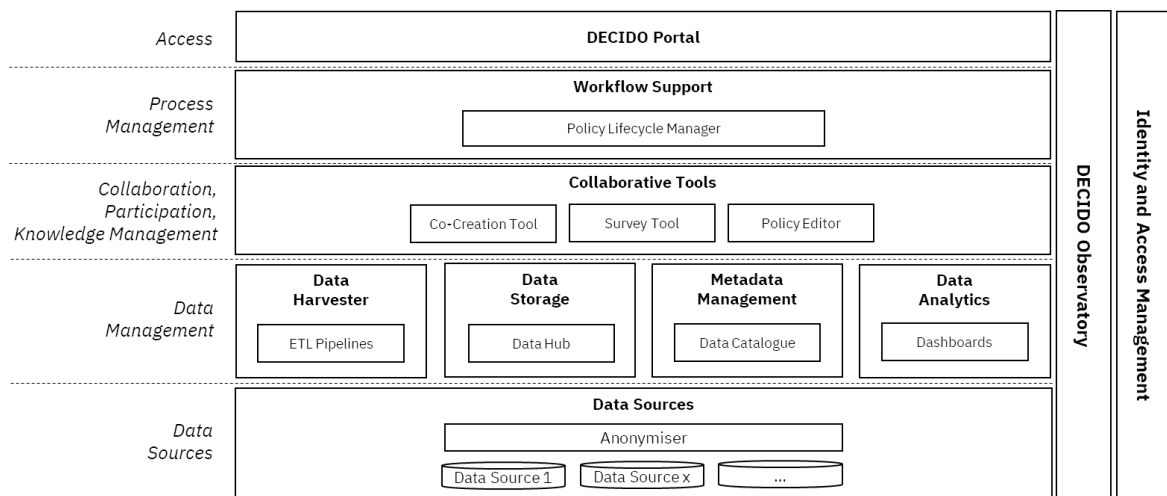 Access
DECIDO Portal
Process
Management
Workflow Support
Policy Lifecycle Manager
Collaboration,
Participation,
Knowledge Management
Collaborative Tools
Co-Creation Tool
Survey Tool
Policy Editor
Data
Management
Data
Harvester
ETL Pipelines
Data
Storage
Data Hub
Metadata
Management
Data Catalogue
Data
Analytics
Dashboards
Data
Sources
Data Sources
Anonymiser
Data Source 1
Data Source x
...
DECIDO Observatory
Identity and Access Management